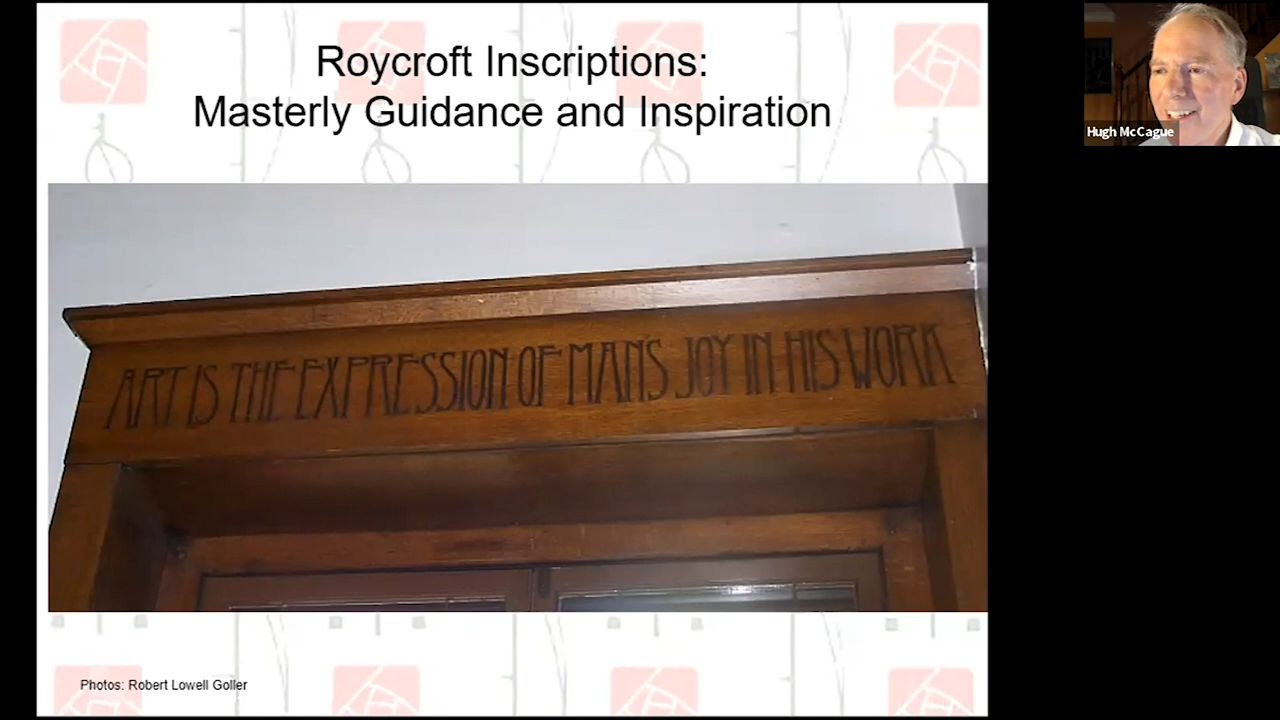 Roycroft Inscriptions:
Masterly Guidance and Inspiration
Hugh McCague
ART IS THE EXPRESSION OF MAN'S JOY IN HIS WORK
Photos: Robert Lowell Goller